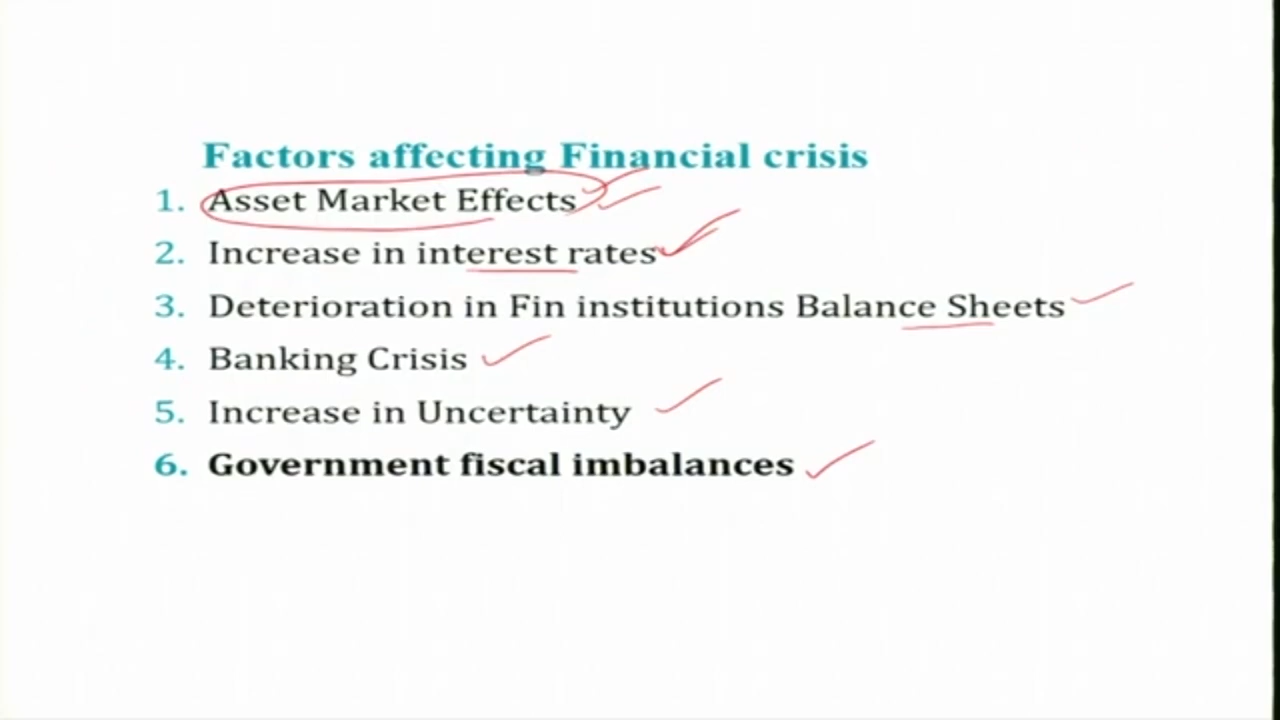 Factors affecting Financial crisis
1. Asset Market Effects
2. Increase in interest rates
3. Deterioration in Fin institutions Balance Sheets
4. Banking Crisis
5. Increase in Uncertainty
6. Government fiscal imbalances